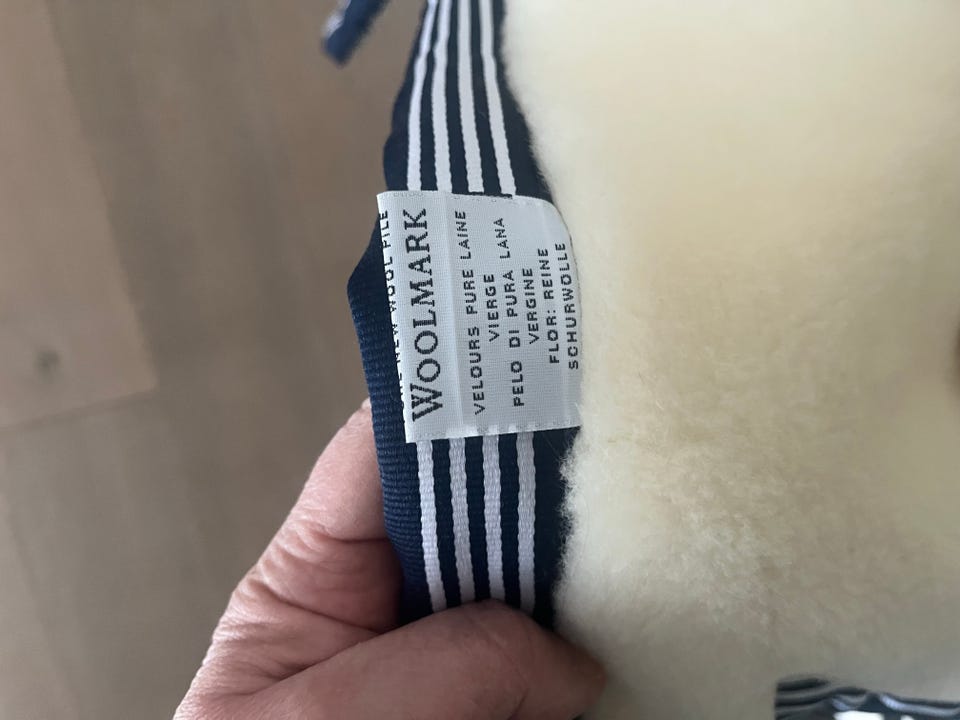 NEW WOOL PILE
WOOLMARK
VELOURS PURE LAINE
VIERGE
PELO DI PURA LANA
VERGINE
FLOR: REINE
SCHURWOLLE